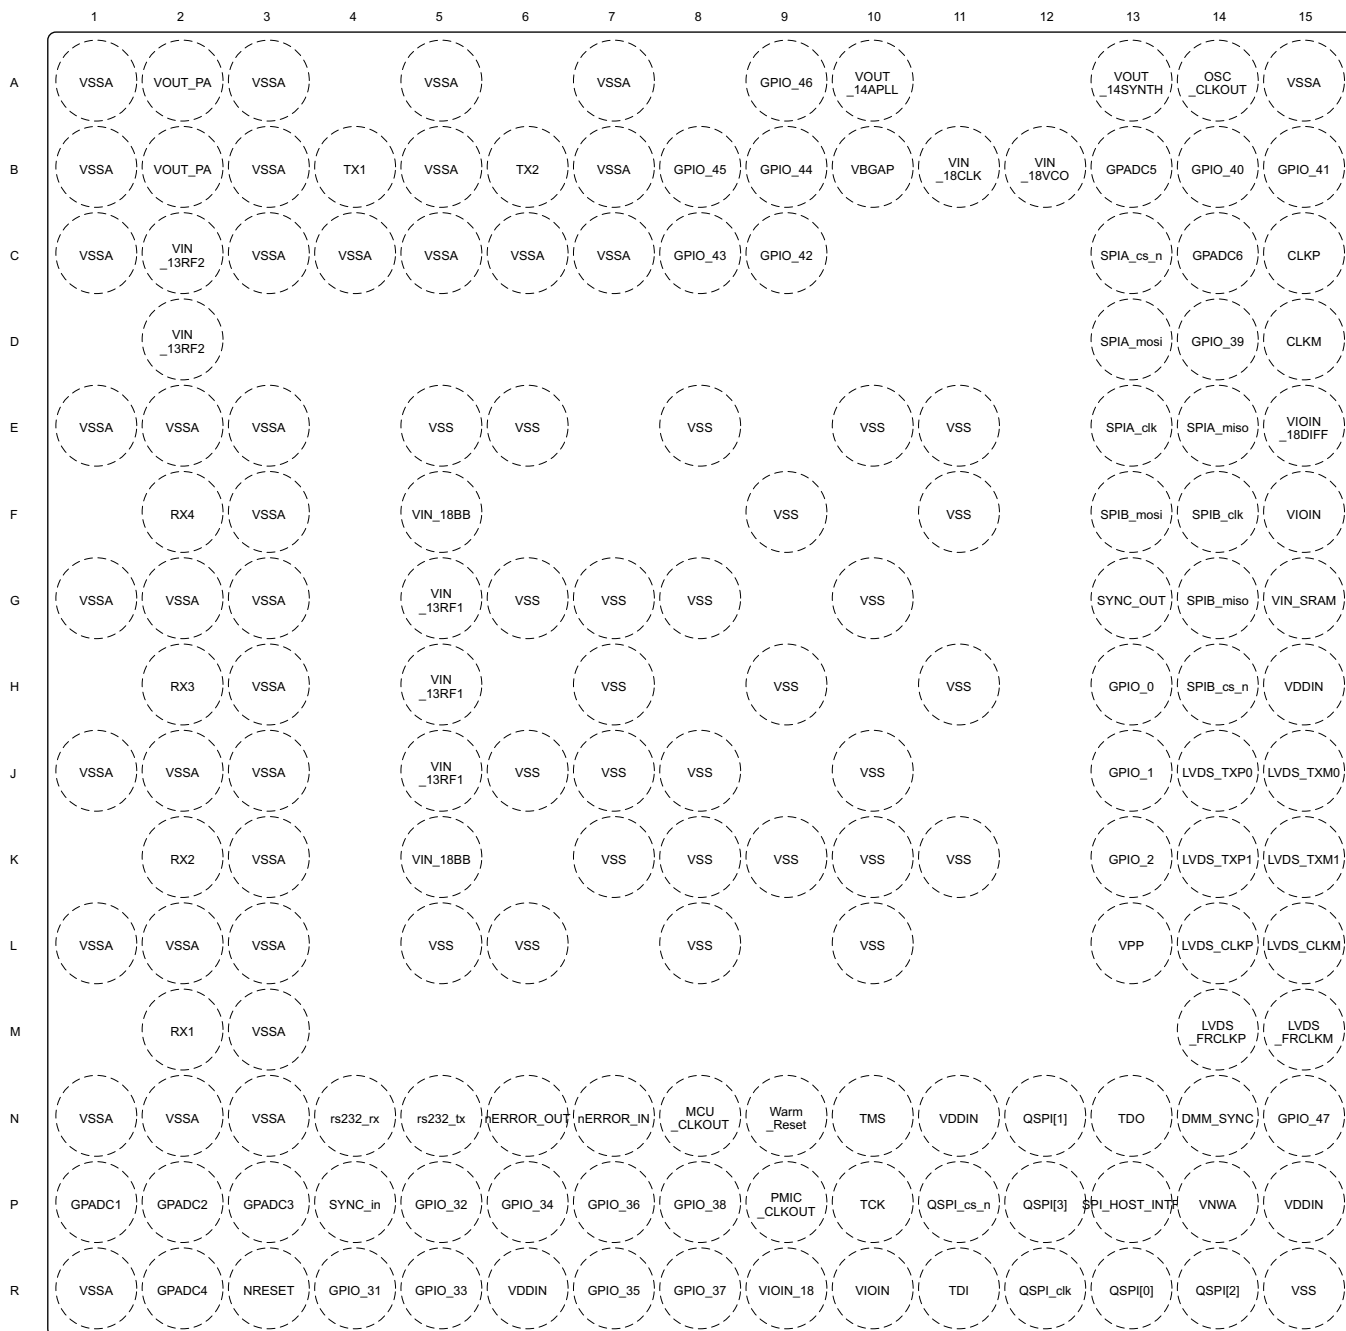 1 2 3 4 5 6 7 8 9 10 11 12 13 14 15
A VSSA VOUT_PA VSSA VSSA VSSA GPIO_46 VOUT _14APLL VOUT _14SYNTH OSC _CLKOUT VSSA
B VSSA VOUT_PA VSSA TX1 VSSA TX2 VSSA GPIO_45 GPIO_44 VBGAP VIN _18CLK VIN _18VCO GPADC5 GPIO_40 GPIO_41
C VSSA VIN _13RF2 VSSA VSSA VSSA VSSA VSSA GPIO_43 GPIO_42 SPIA_cs_n GPADC6 CLKP
D VIN _13RF2 SPIA_mosi GPIO_39 CLKM
E VSSA VSSA VSSA VSS VSS VSS VSS VSS SPIA_clk SPIA_miso VIOIN _18DIFF
F RX4 VSSA VIN_18BB VSS VSS SPIB_mosi SPIB_clk VIOIN
G VSSA VSSA VSSA VIN _13RF1 VSS VSS VSS VSS SYNC_OUT SPIB_miso VIN_SRAM
H RX3 VSSA VIN _13RF1 VSS VSS VSS GPIO_0 SPIB_cs_n VDDIN
J VSSA VSSA VSSA VIN _13RF1 VSS VSS VSS VSS GPIO_1 LVDS_TXP0 LVDS_TXM0
K RX2 VSSA VIN_18BB VSS VSS VSS VSS VSS GPIO_2 LVDS_TXP1 LVDS_TXM1
L VSSA VSSA VSSA VSS VSS VSS VSS VPP LVDS_CLKP LVDS_CLKM
M RX1 VSSA LVDS _FRCLKP LVDS _FRCLKM
N VSSA VSSA VSSA rs232_rx rs232_tx nERROR_OUT nERROR_IN MCU _CLKOUT Warm _Reset TMS VDDIN QSPI[1] TDO DMM_SYNC GPIO_47
P GPADC1 GPADC2 GPADC3 SYNC_in GPIO_32 GPIO_34 GPIO_36 GPIO_38 PMIC _CLKOUT TCK QSPI_cs_n QSPI[3] SPI_HOST_INTR VNWA VDDIN
R VSSA GPADC4 NRESET GPIO_31 GPIO_33 VDDIN GPIO_35 GPIO_37 VIOIN_18 VIOIN TDI QSPI_clk QSPI[0] QSPI[2] VSS